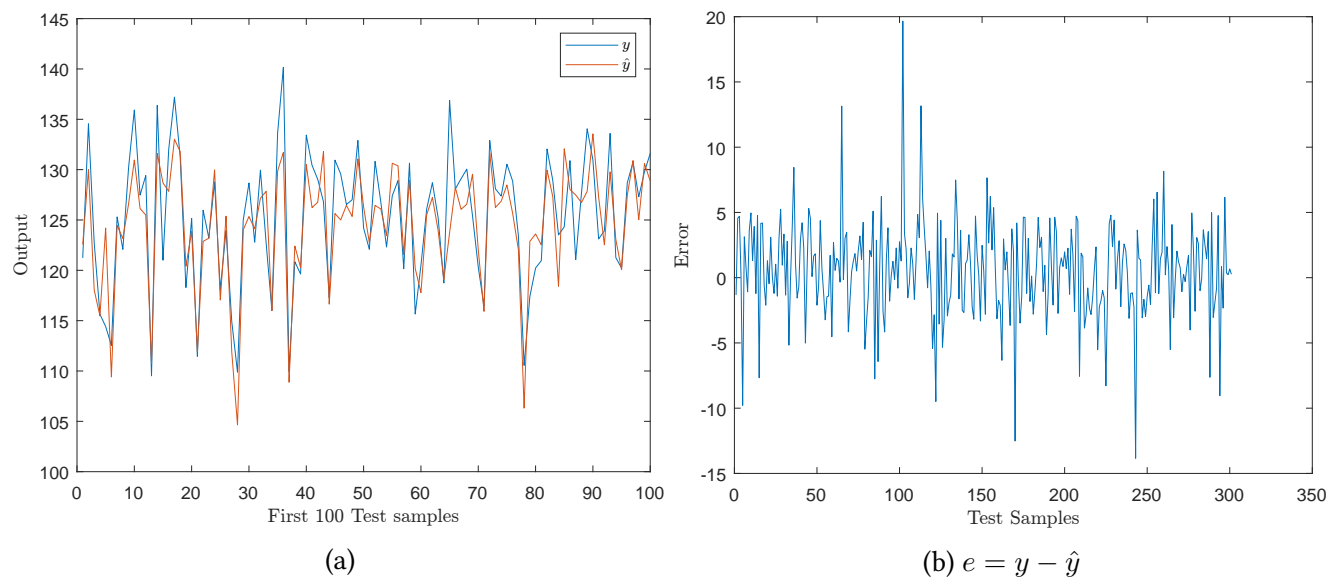 145
140
135
130
125
120
115
110
105
100
Output
0 10 20 30 40 50 60 70 80 90 100
First 100 Test samples
y
ŷ
(a)
20
15
10
5
0
-5
-10
-15
Error
0 50 100 150 200 250 300 350
Test Samples
(b) e = y − ŷ